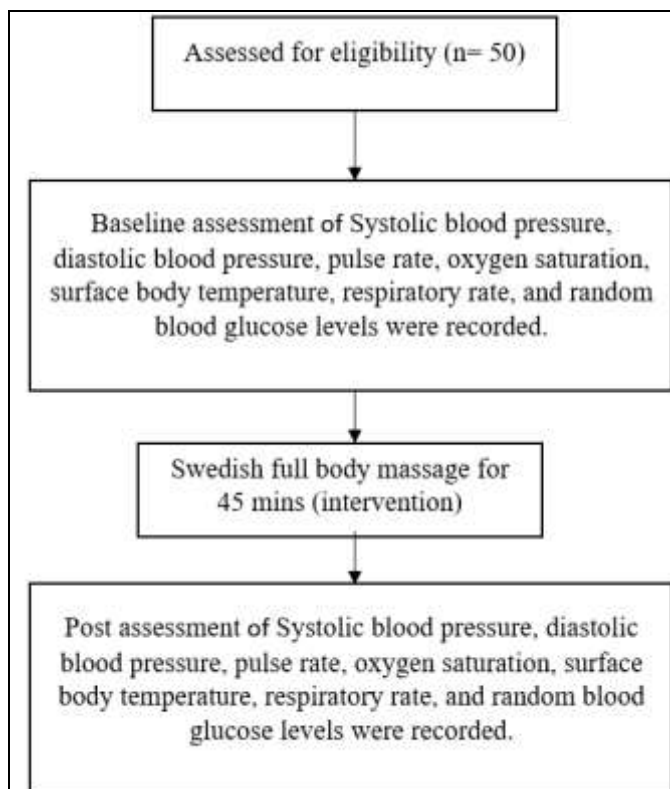 Assessed for eligibility (n= 50)
Baseline assessment of Systolic blood pressure,
diastolic blood pressure, pulse rate, oxygen saturation,
surface body temperature, respiratory rate, and random
blood glucose levels were recorded.
Swedish full body massage for
45 mins (intervention)
Post assessment of Systolic blood pressure, diastolic
blood pressure, pulse rate, oxygen saturation, surface
body temperature, respiratory rate, and random blood
glucose levels were recorded.